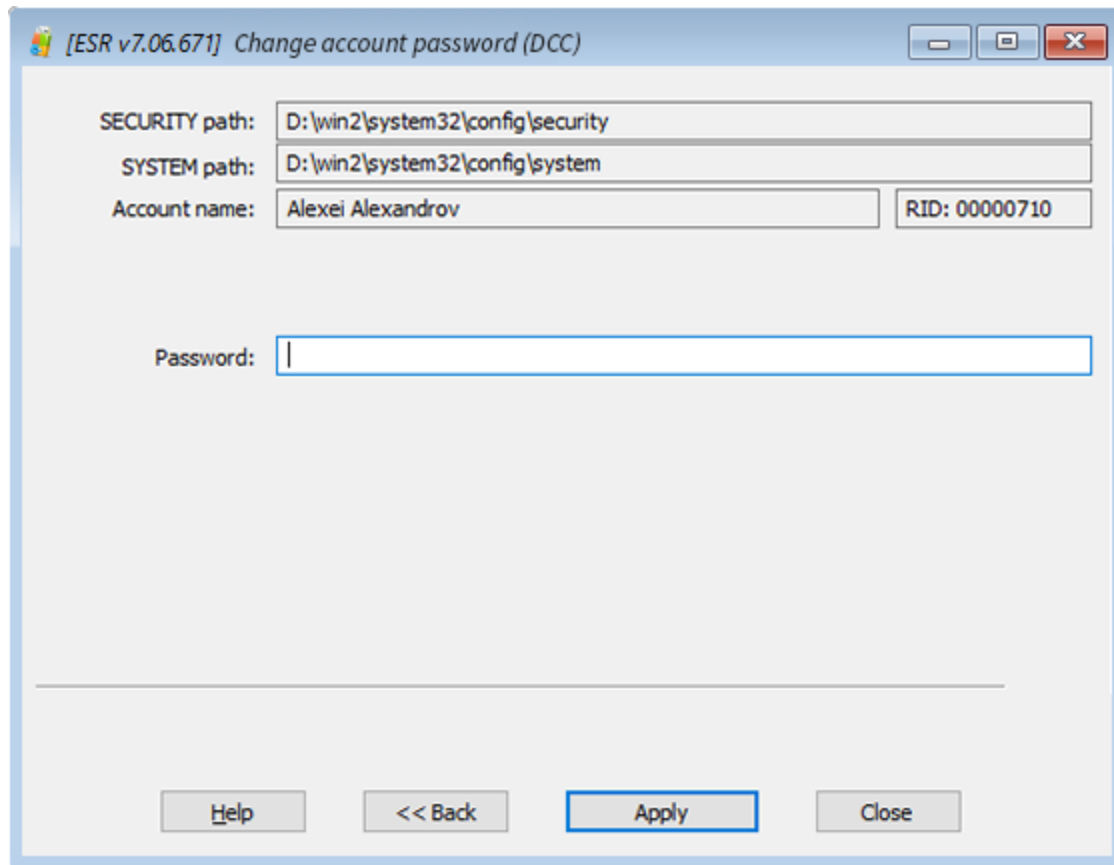 [ESR v7.06.671] Change account password (DCC)
SECURITY path: D:\win2\system32\config\security
SYSTEM path: D:\win2\system32\config\system
Account name: Alexei Alexandrov RID: 00000710
Password:
Help << Back Apply Close